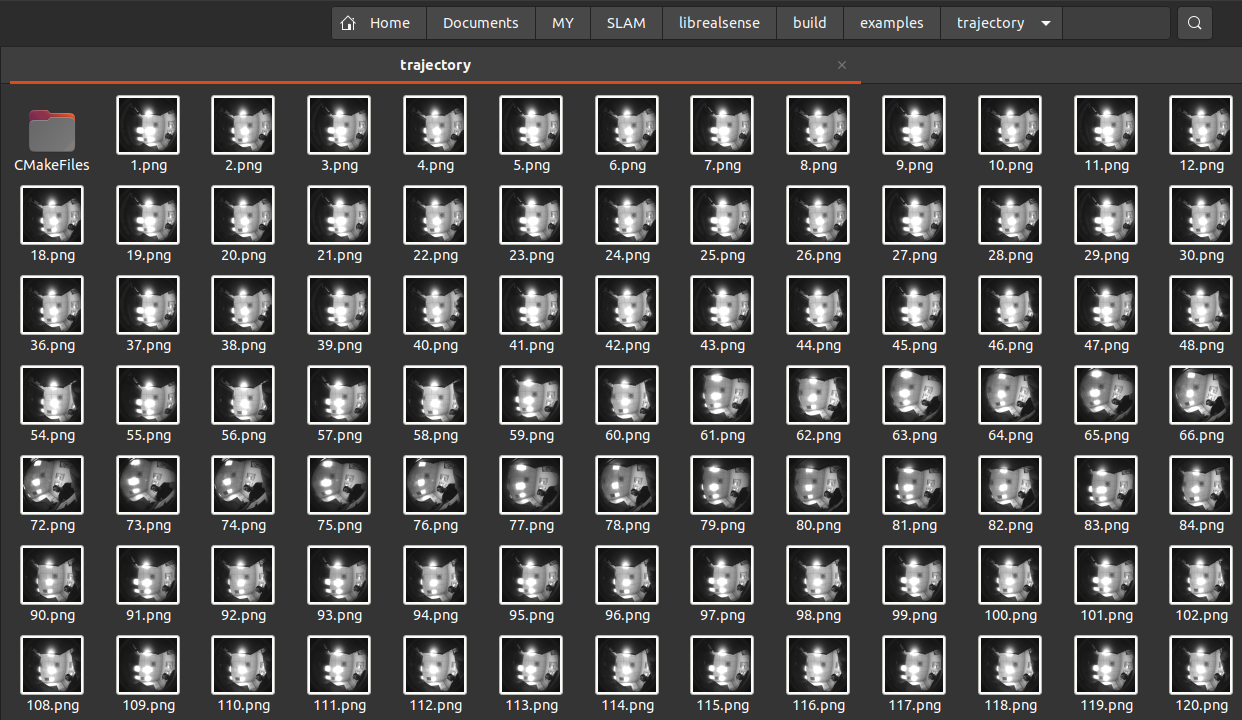 Home Documents MY SLAM librealsense build examples trajectory
trajectory ×
CMakeFiles 1.png 2.png 3.png 4.png 5.png 6.png 7.png 8.png 9.png 10.png 11.png 12.png
18.png 19.png 20.png 21.png 22.png 23.png 24.png 25.png 26.png 27.png 28.png 29.png 30.png
36.png 37.png 38.png 39.png 40.png 41.png 42.png 43.png 44.png 45.png 46.png 47.png 48.png
54.png 55.png 56.png 57.png 58.png 59.png 60.png 61.png 62.png 63.png 64.png 65.png 66.png
72.png 73.png 74.png 75.png 76.png 77.png 78.png 79.png 80.png 81.png 82.png 83.png 84.png
90.png 91.png 92.png 93.png 94.png 95.png 96.png 97.png 98.png 99.png 100.png 101.png 102.png
108.png 109.png 110.png 111.png 112.png 113.png 114.png 115.png 116.png 117.png 118.png 119.png 120.png